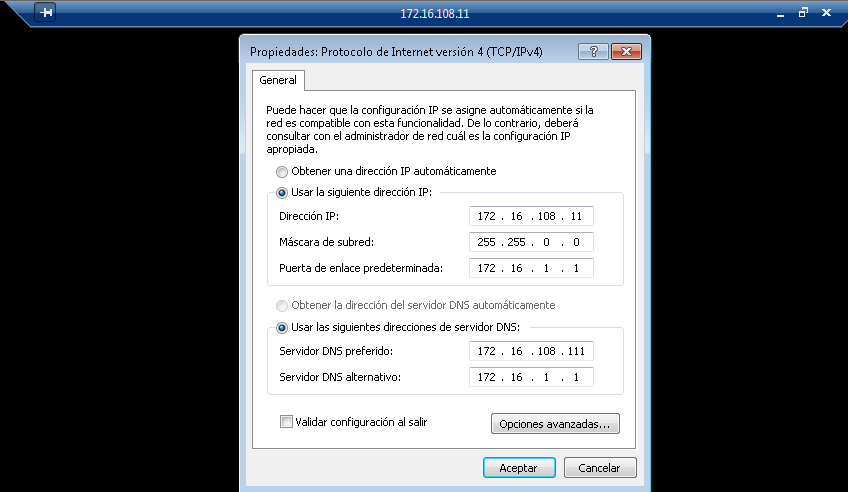 172.16.108.11
Propiedades: Protocolo de Internet versión 4 (TCP/IPv4)
General
Puede hacer que la configuración IP se asigne automáticamente si la
red es compatible con esta funcionalidad. De lo contrario, deberá
consultar con el administrador de red cuál es la configuración IP
apropiada.
Obtener una dirección IP automáticamente
Usar la siguiente dirección IP:
Dirección IP: 172 . 16 . 108 . 11
Máscara de subred: 255 . 255 . 0 . 0
Puerta de enlace predeterminada: 172 . 16 . 1 . 1
Obtener la dirección del servidor DNS automáticamente
Usar las siguientes direcciones de servidor DNS:
Servidor DNS preferido: 172 . 16 . 108 . 111
Servidor DNS alternativo: 172 . 16 . 1 . 1
Validar configuración al salir
Opciones avanzadas...
Aceptar Cancelar